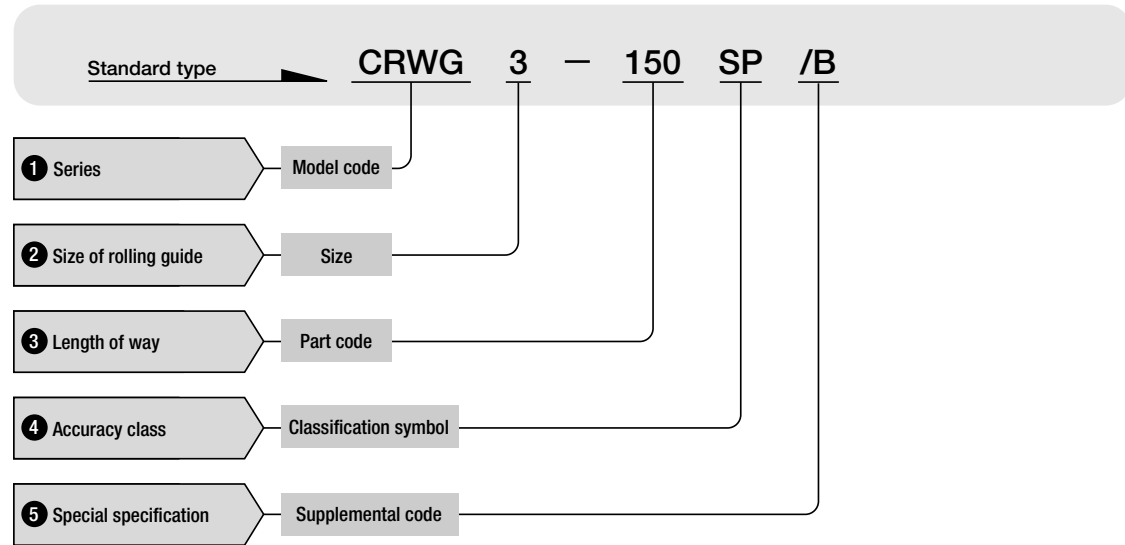 Standard type CRWG 3 — 150 SP /B
1 Series Model code
2 Size of rolling guide Size
3 Length of way Part code
4 Accuracy class Classification symbol
5 Special specification Supplemental code